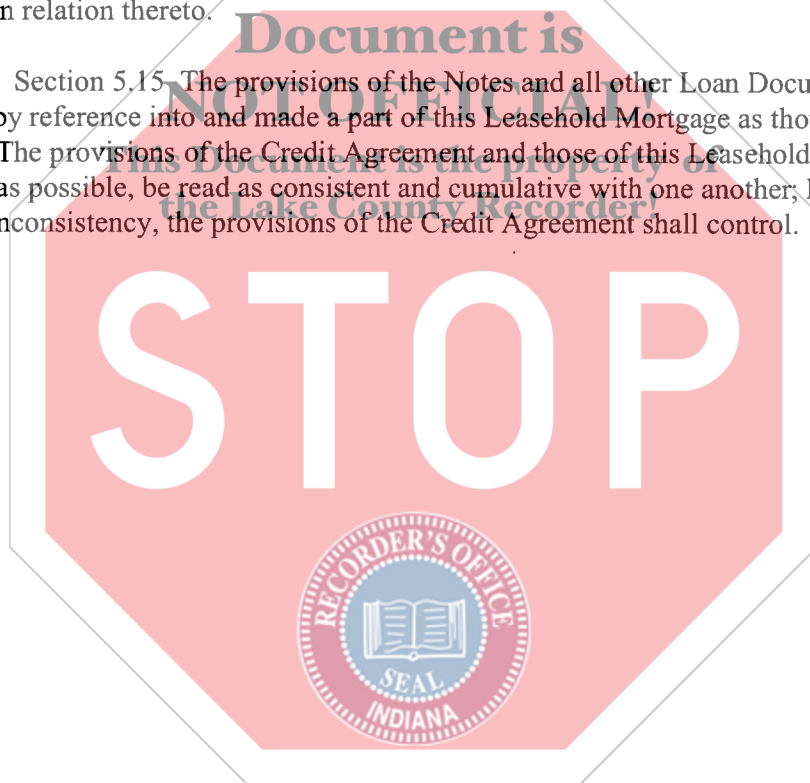 n relation thereto.
Document is
Section 5.15 The provisions of the Notes and all other Loan Docu
NOT OFFICIAL!
by reference into and made a part of this Leasehold Mortgage as tho
The provisions of the Credit Agreement and those of this Leasehold
This Document is the property of
as possible, be read as consistent and cumulative with one another;
the Lake County Recorder!
nconsistency, the provisions of the Credit Agreement shall control.
STOP
RECORDER'S OFFICE
SEAL
INDIANA